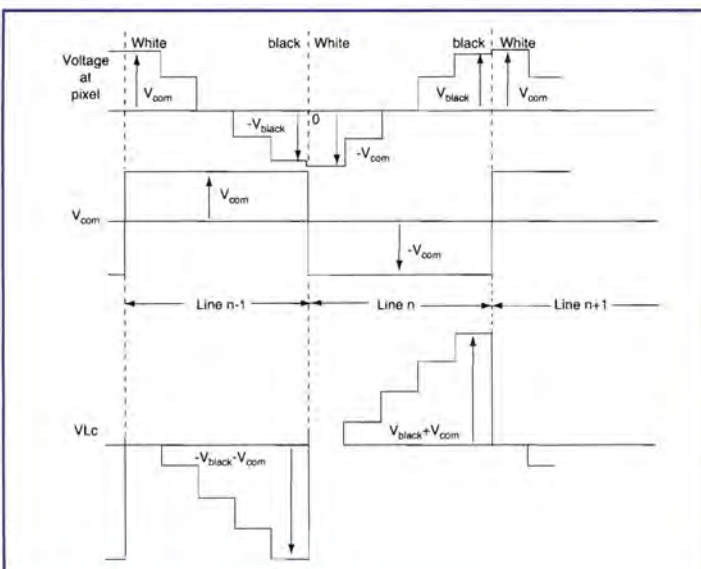 White black White black White
Voltage
at
pixel
V_com -V_black 0 -V_com V_black V_com
V_com
V_com
-V_com
Line n-1 Line n Line n+1
VLc
V_black+V_com
-V_black-V_com